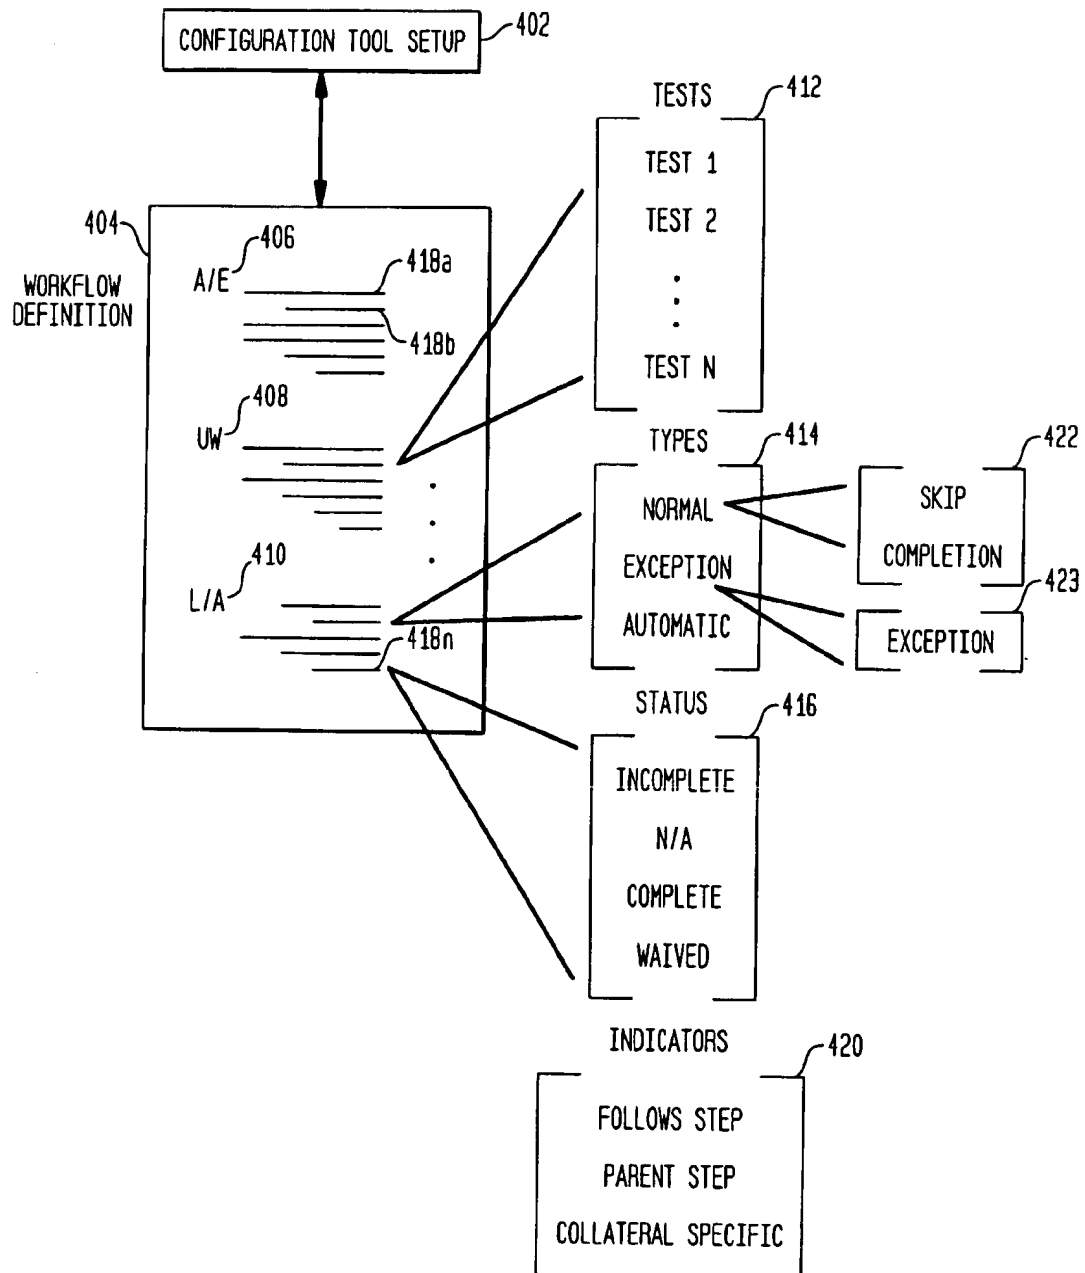 CONFIGURATION TOOL SETUP
402
404
WORKFLOW
DEFINITION
A/E
406
418a
418b
UW
408
L/A
410
418n
TESTS
412
TEST 1
TEST 2
TEST N
TYPES
414
NORMAL
EXCEPTION
AUTOMATIC
422
SKIP
COMPLETION
423
EXCEPTION
STATUS
416
INCOMPLETE
N/A
COMPLETE
WAIVED
INDICATORS
420
FOLLOWS STEP
PARENT STEP
COLLATERAL SPECIFIC